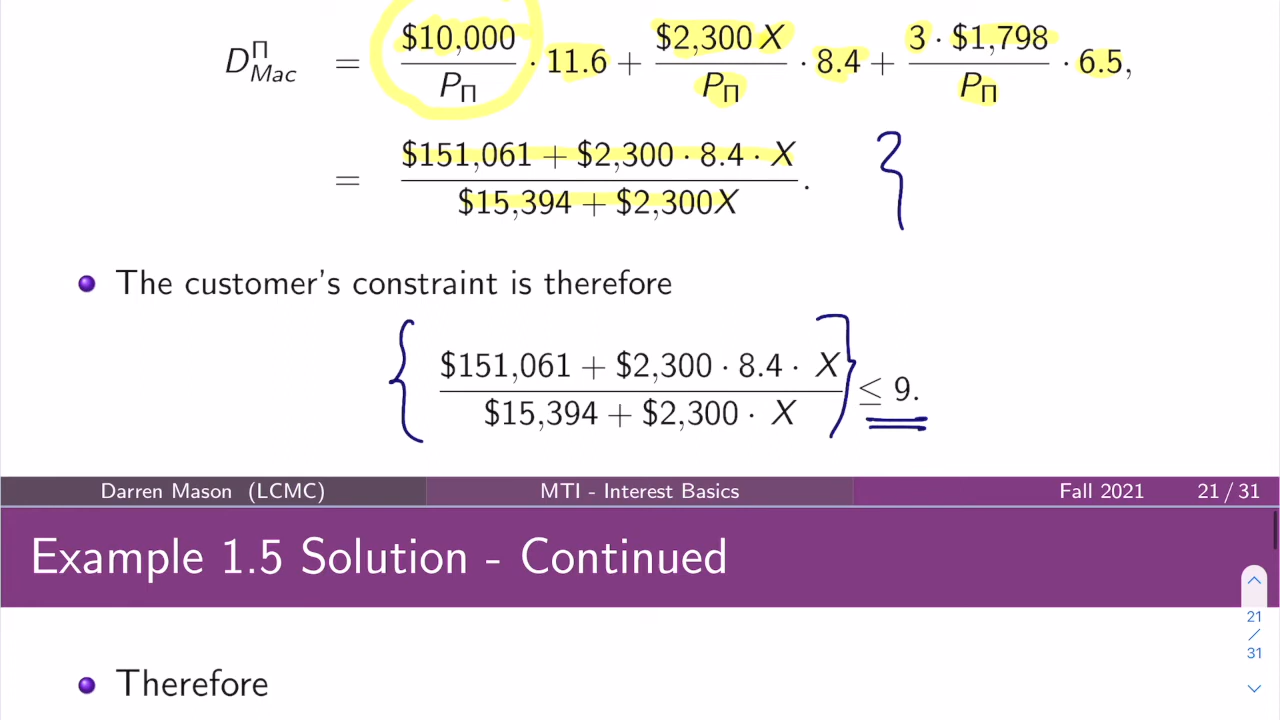 D^Π_Mac = $10,000/P_Π · 11.6 + $2,300 X/P_Π · 8.4 + 3 · $1,798/P_Π · 6.5,
= $151,061 + $2,300 · 8.4 · X / $15,394 + $2,300X.
The customer's constraint is therefore
$151,061 + $2,300 · 8.4 · X / $15,394 + $2,300 · X ≤ 9.
Darren Mason (LCMC) MTI - Interest Basics Fall 2021 21 / 31
Example 1.5 Solution - Continued
21
/
31
Therefore